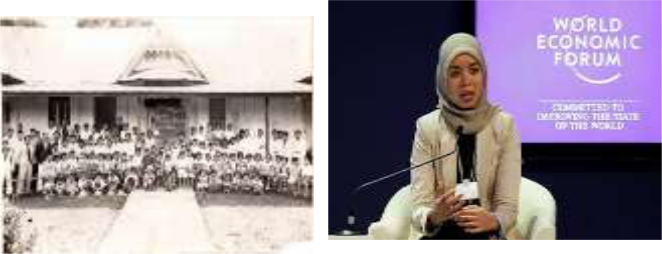 WORLD
ECONOMIC
FORUM
COMMITTED TO
IMPROVING THE STATE
OF THE WORLD